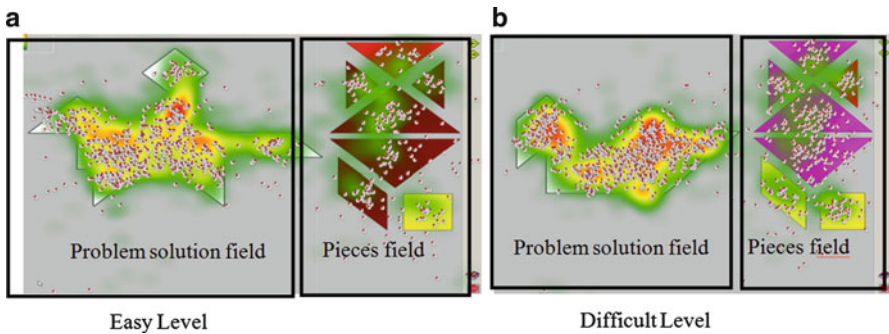 a
Problem solution field
Pieces field
Easy Level
b
Problem solution field
Pieces field
Difficult Level